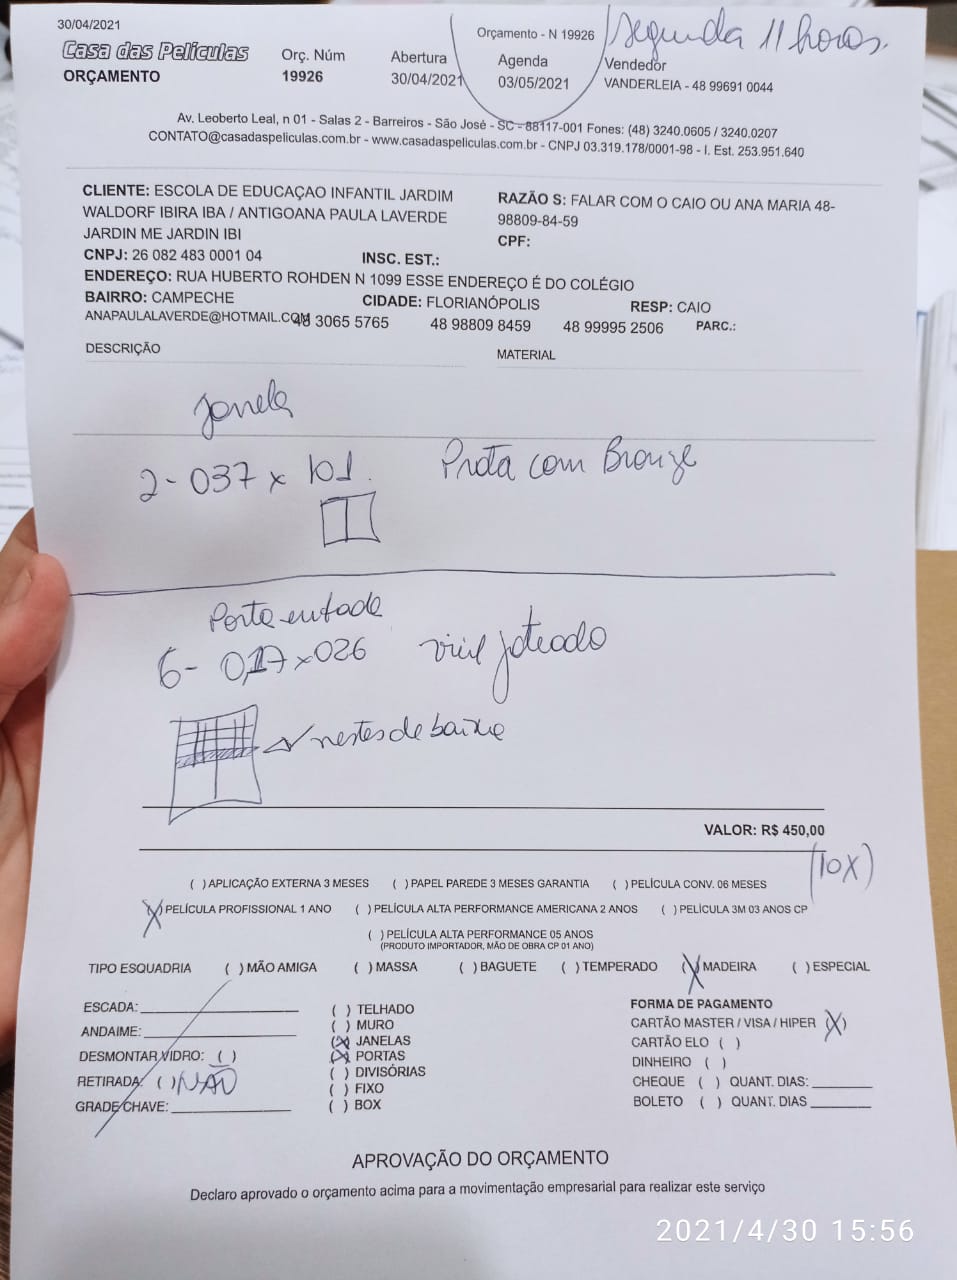 30/04/2021
Orçamento - N 19926
Segunda 11 horas.
Casa das Películas
ORÇAMENTO
Orç. Núm
19926
Abertura
30/04/2021
Agenda
03/05/2021
Vendedor
VANDERLEIA - 48 99691 0044
Av. Leoberto Leal, n 01 - Salas 2 - Barreiros - São José - SC - 88117-001 Fones: (48) 3240.0605 / 3240.0207
CONTATO@casadaspeliculas.com.br - www.casadaspeliculas.com.br - CNPJ 03.319.178/0001-98 - I. Est. 253.951.640
CLIENTE: ESCOLA DE EDUCAÇAO INFANTIL JARDIM
WALDORF IBIRA IBA / ANTIGOANA PAULA LAVERDE
JARDIN ME JARDIN IBI
RAZÃO S: FALAR COM O CAIO OU ANA MARIA 48-
98809-84-59
CPF:
CNPJ: 26 082 483 0001 04
INSC. EST.:
ENDEREÇO: RUA HUBERTO ROHDEN N 1099 ESSE ENDEREÇO É DO COLÉGIO
BAIRRO: CAMPECHE
CIDADE: FLORIANÓPOLIS
RESP: CAIO
ANAPAULALAVERDE@HOTMAIL.COM
48 3065 5765
48 98809 8459
48 99995 2506
PARC.:
DESCRIÇÃO
MATERIAL
Janela
2- 037 x 101. Prata com Bronze
Porta entrada
6- 0,17 x 026 vinil jateado
nestes de baixo
VALOR: R$ 450,00
(10X)
( ) APLICAÇÃO EXTERNA 3 MESES ( ) PAPEL PAREDE 3 MESES GARANTIA ( ) PELÍCULA CONV. 06 MESES
(X) PELÍCULA PROFISSIONAL 1 ANO ( ) PELÍCULA ALTA PERFORMANCE AMERICANA 2 ANOS ( ) PELÍCULA 3M 03 ANOS CP
( ) PELÍCULA ALTA PERFORMANCE 05 ANOS
(PRODUTO IMPORTADOR, MÃO DE OBRA CP 01 ANO)
TIPO ESQUADRIA ( ) MÃO AMIGA ( ) MASSA ( ) BAGUETE ( ) TEMPERADO (X) MADEIRA ( ) ESPECIAL
ESCADA:
ANDAIME:
DESMONTAR VIDRO: ( )
RETIRADA: ( ) NÃO
GRADE/CHAVE:
( ) TELHADO
( ) MURO
(X) JANELAS
(X) PORTAS
( ) DIVISÓRIAS
( ) FIXO
( ) BOX
FORMA DE PAGAMENTO
CARTÃO MASTER / VISA / HIPER (X)
CARTÃO ELO ( )
DINHEIRO ( )
CHEQUE ( ) QUANT. DIAS:
BOLETO ( ) QUANT. DIAS
APROVAÇÃO DO ORÇAMENTO
Declaro aprovado o orçamento acima para a movimentação empresarial para realizar este serviço
2021/4/30 15:56